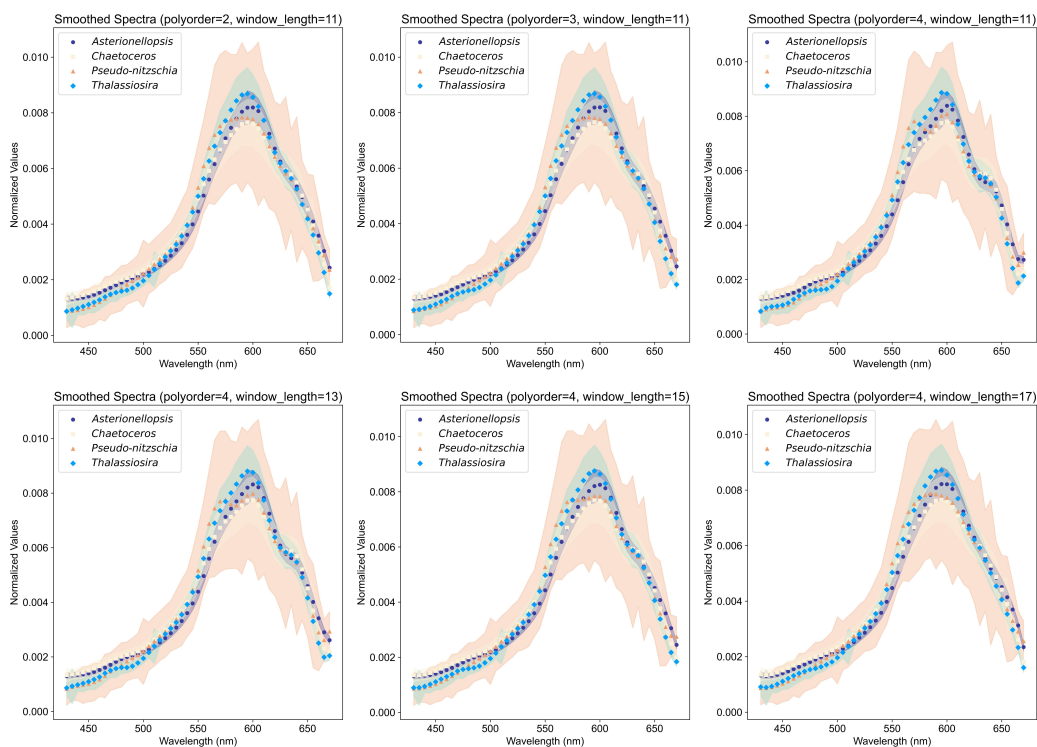 Smoothed Spectra (polyorder=2, window_length=11)
Asterionellopsis
Chaetoceros
Pseudo-nitzschia
Thalassiosira
Normalized Values
0.010
0.008
0.006
0.004
0.002
0.000
450
500
550
600
650
Wavelength (nm)
Smoothed Spectra (polyorder=3, window_length=11)
Asterionellopsis
Chaetoceros
Pseudo-nitzschia
Thalassiosira
Normalized Values
0.010
0.008
0.006
0.004
0.002
0.000
450
500
550
600
650
Wavelength (nm)
Smoothed Spectra (polyorder=4, window_length=11)
Asterionellopsis
Chaetoceros
Pseudo-nitzschia
Thalassiosira
Normalized Values
0.010
0.008
0.006
0.004
0.002
0.000
450
500
550
600
650
Wavelength (nm)
Smoothed Spectra (polyorder=4, window_length=13)
Asterionellopsis
Chaetoceros
Pseudo-nitzschia
Thalassiosira
Normalized Values
0.010
0.008
0.006
0.004
0.002
0.000
450
500
550
600
650
Wavelength (nm)
Smoothed Spectra (polyorder=4, window_length=15)
Asterionellopsis
Chaetoceros
Pseudo-nitzschia
Thalassiosira
Normalized Values
0.010
0.008
0.006
0.004
0.002
0.000
450
500
550
600
650
Wavelength (nm)
Smoothed Spectra (polyorder=4, window_length=17)
Asterionellopsis
Chaetoceros
Pseudo-nitzschia
Thalassiosira
Normalized Values
0.010
0.008
0.006
0.004
0.002
0.000
450
500
550
600
650
Wavelength (nm)